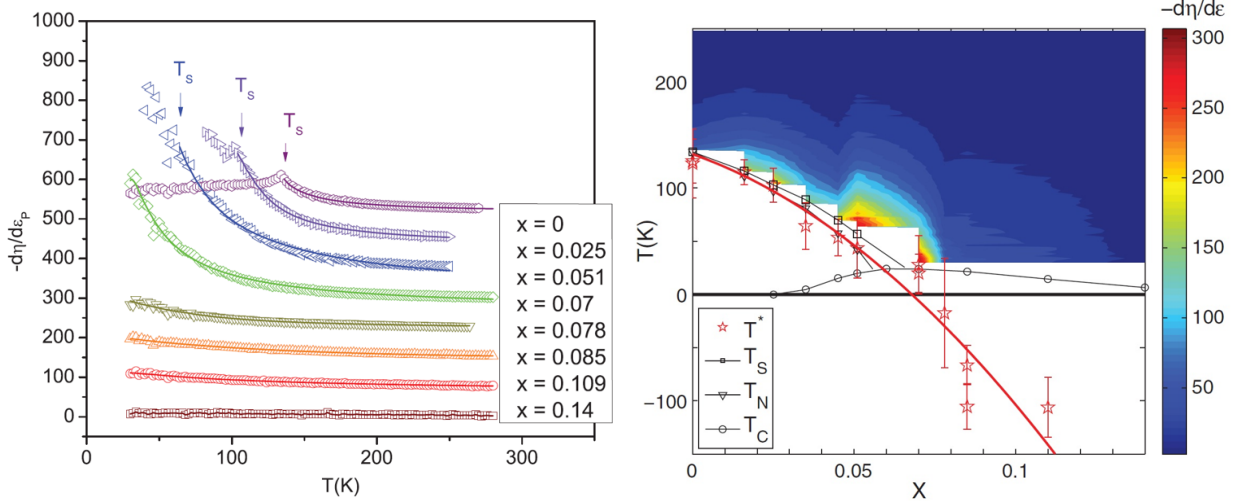 1000
900
800
700
600
500
400
300
200
100
0
-dη/dε_P
T_S
T_S
T_S
x = 0
x = 0.025
x = 0.051
x = 0.07
x = 0.078
x = 0.085
x = 0.109
x = 0.14
0
100
200
300
T(K)
200
100
0
−100
T(K)
T*
T_S
T_N
T_C
0
0.05
0.1
X
−dη/dε
300
250
200
150
100
50